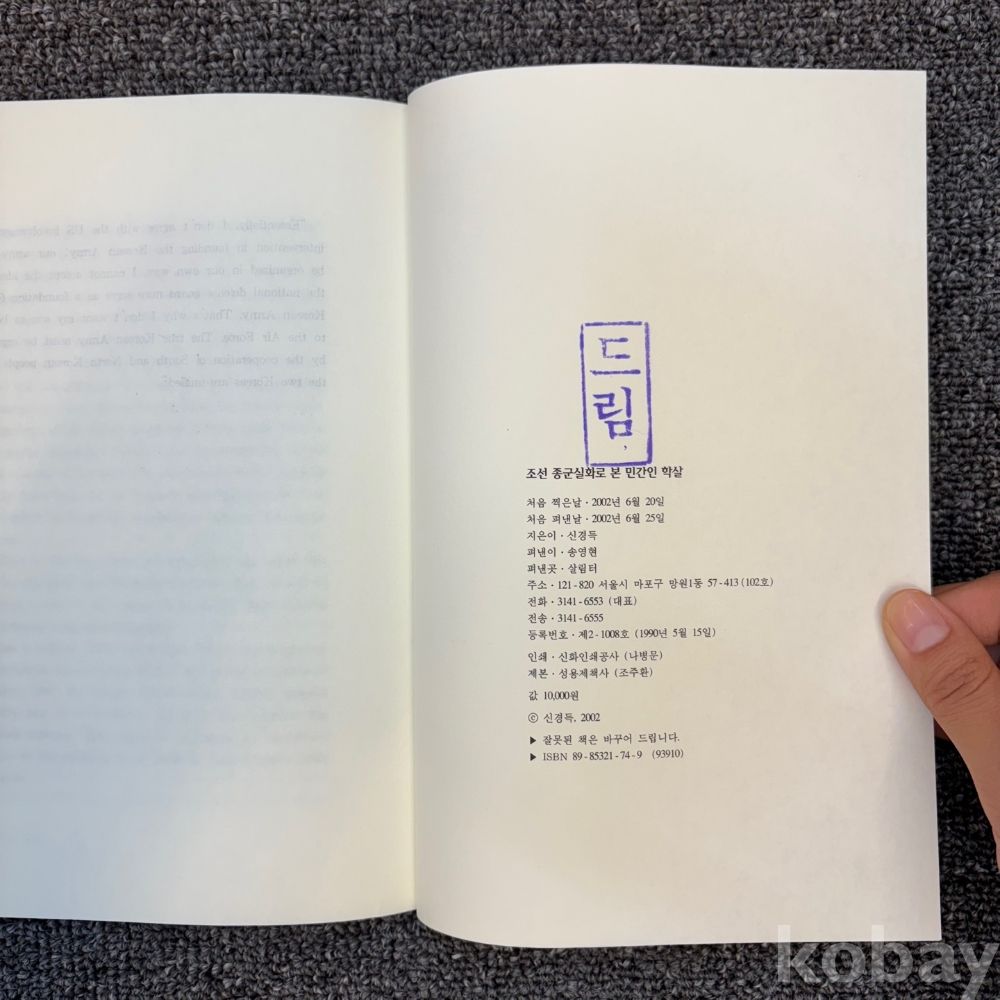 드
림
조선 종군실화로 본 민간인 학살
처음 찍은날 · 2002년 6월 20일
처음 펴낸날 · 2002년 6월 25일
지은이 · 신경득
펴낸이 · 송영현
펴낸곳 · 살림터
주소 · 121-820 서울시 마포구 망원1동 57-413 (102호)
전화 · 3141-6553 (대표)
전송 · 3141-6555
등록번호 · 제2-1008호 (1990년 5월 15일)
인쇄 · 신화인쇄공사 (나병문)
제본 · 성용제책사 (조주환)
값 10,000원
ⓒ 신경득, 2002
▶ 잘못된 책은 바꾸어 드립니다.
▶ ISBN 89-85321-74-9 (93910)
kobay